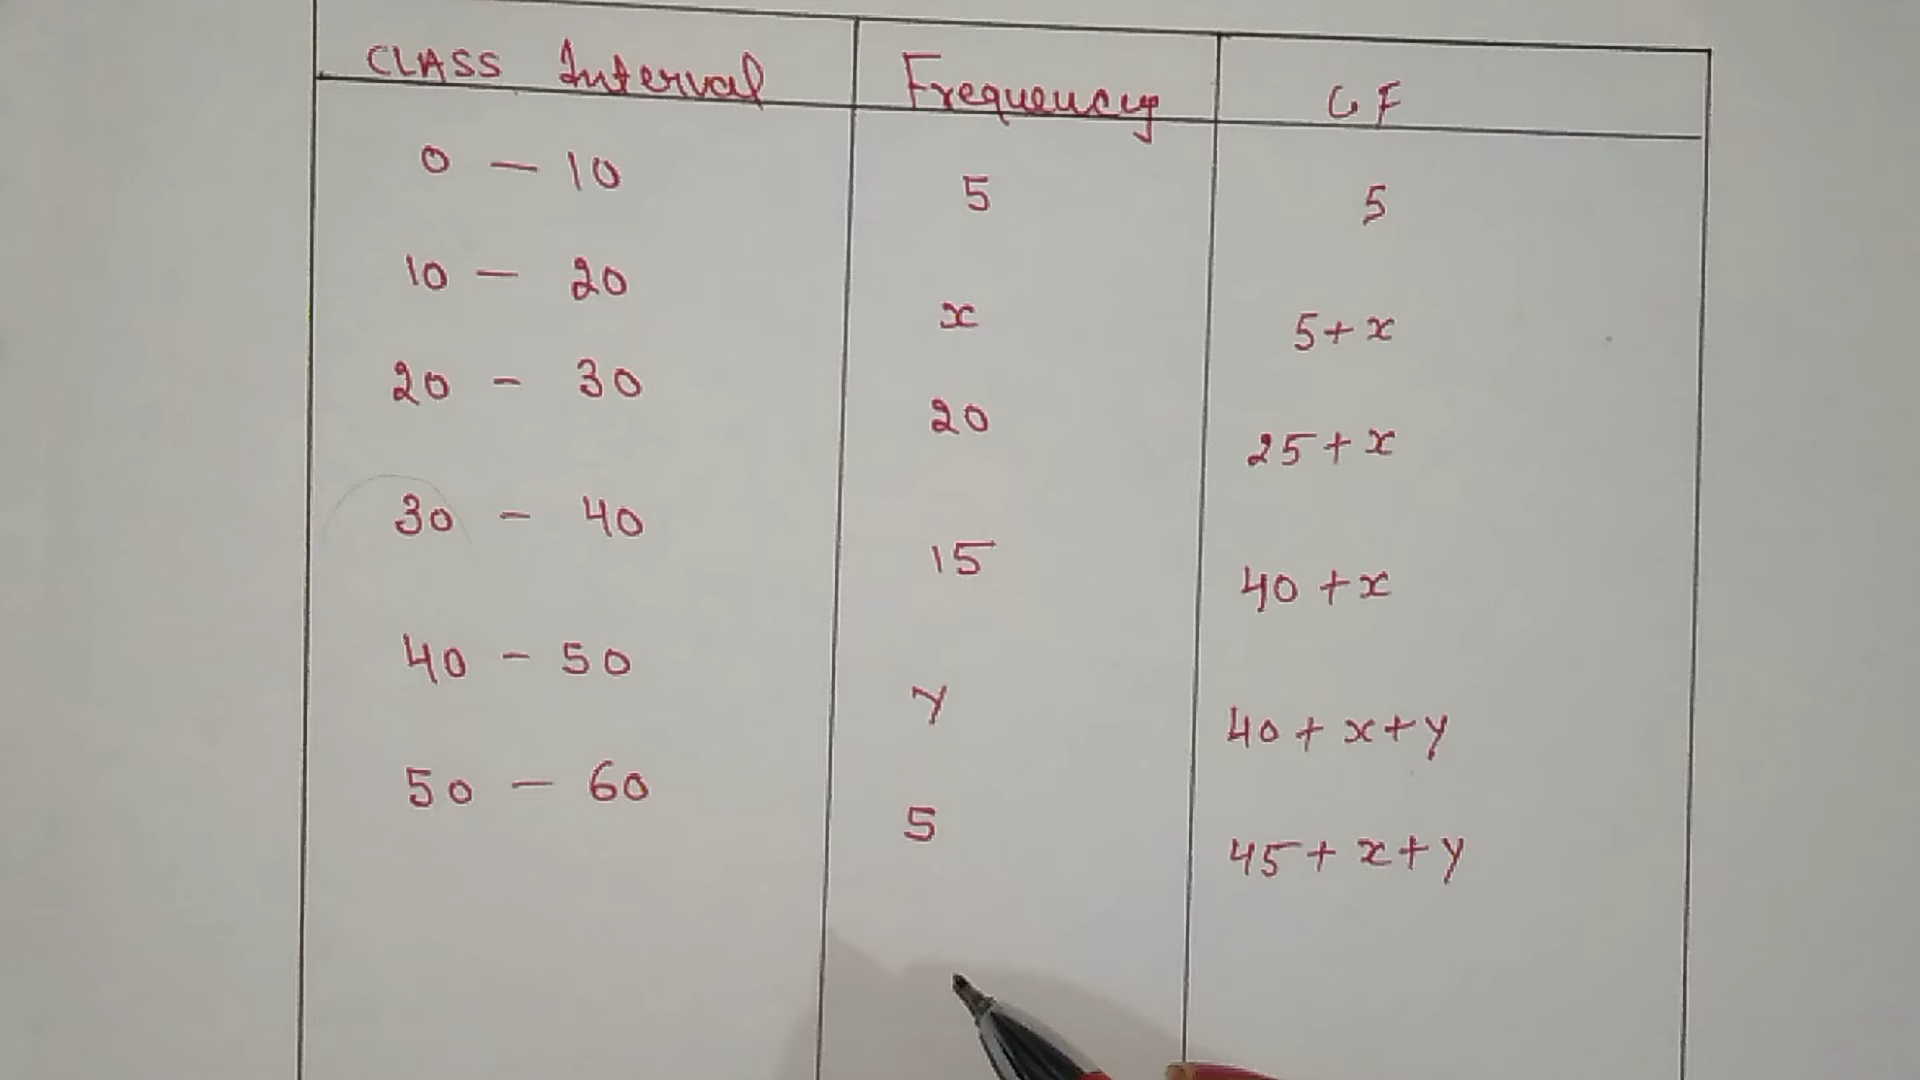 CLASS Interval Frequency C.F
0 - 10 5 5
10 - 20 x 5+x
20 - 30 20 25+x
30 - 40 15 40+x
40 - 50 y 40+x+y
50 - 60 5 45+x+y